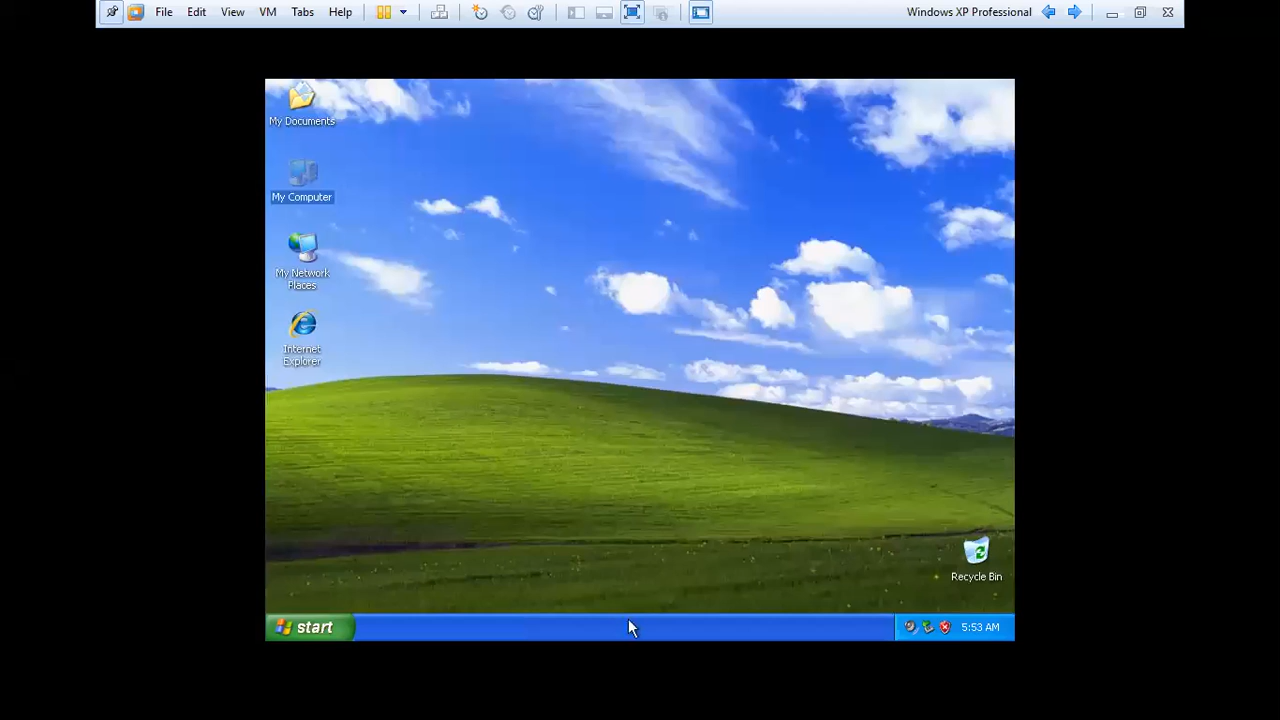 File Edit View VM Tabs Help Windows XP Professional
My Documents
My Computer
My Network
Places
Internet
Explorer
Recycle Bin
start 5:53 AM